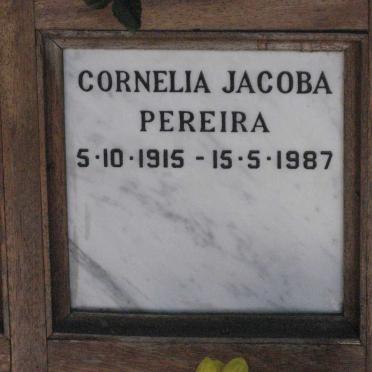 CORNELIA JACOBA
PEREIRA
5·10·1915 - 15·5·1987